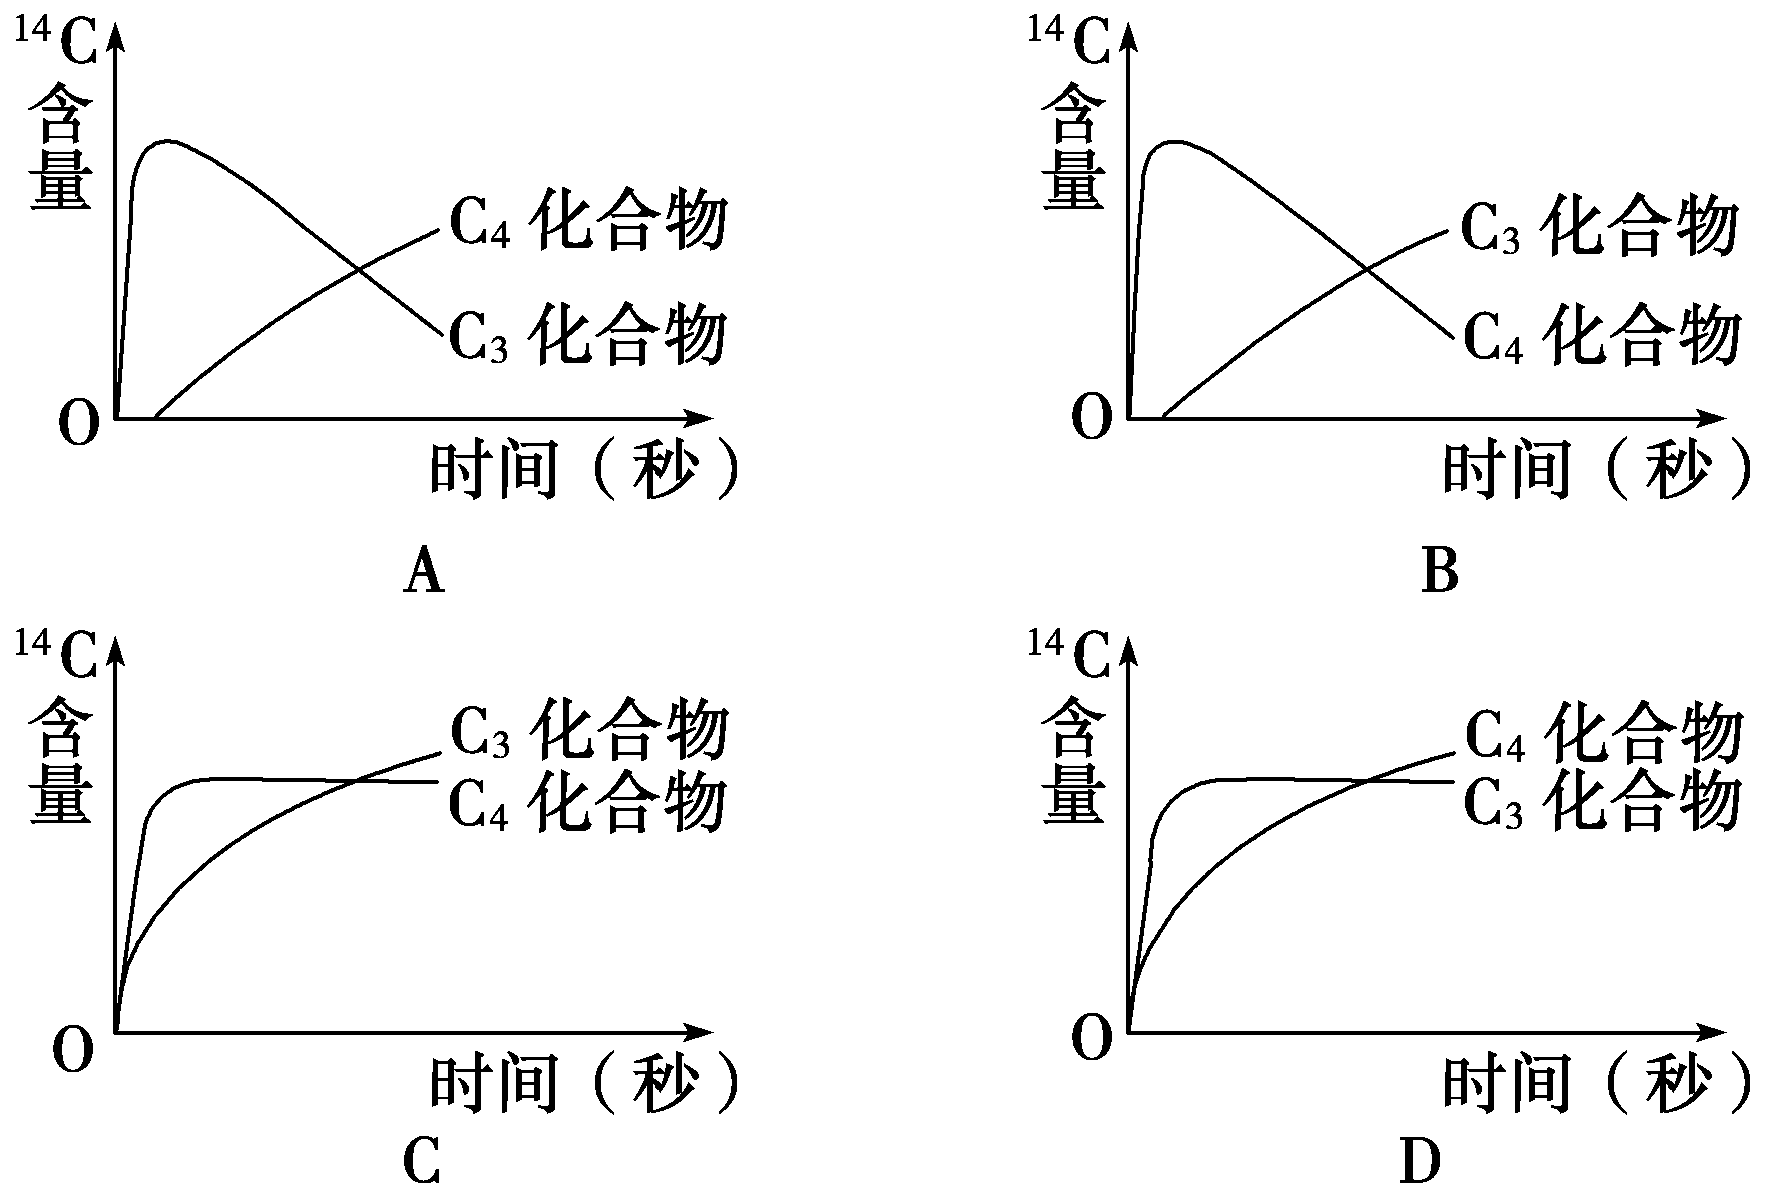 ¹⁴C
含量
C₄ 化合物
C₃ 化合物
O
时间（秒）
A
¹⁴C
含量
C₃ 化合物
C₄ 化合物
O
时间（秒）
B
¹⁴C
含量
C₃ 化合物
C₄ 化合物
O
时间（秒）
C
¹⁴C
含量
C₄ 化合物
C₃ 化合物
O
时间（秒）
D